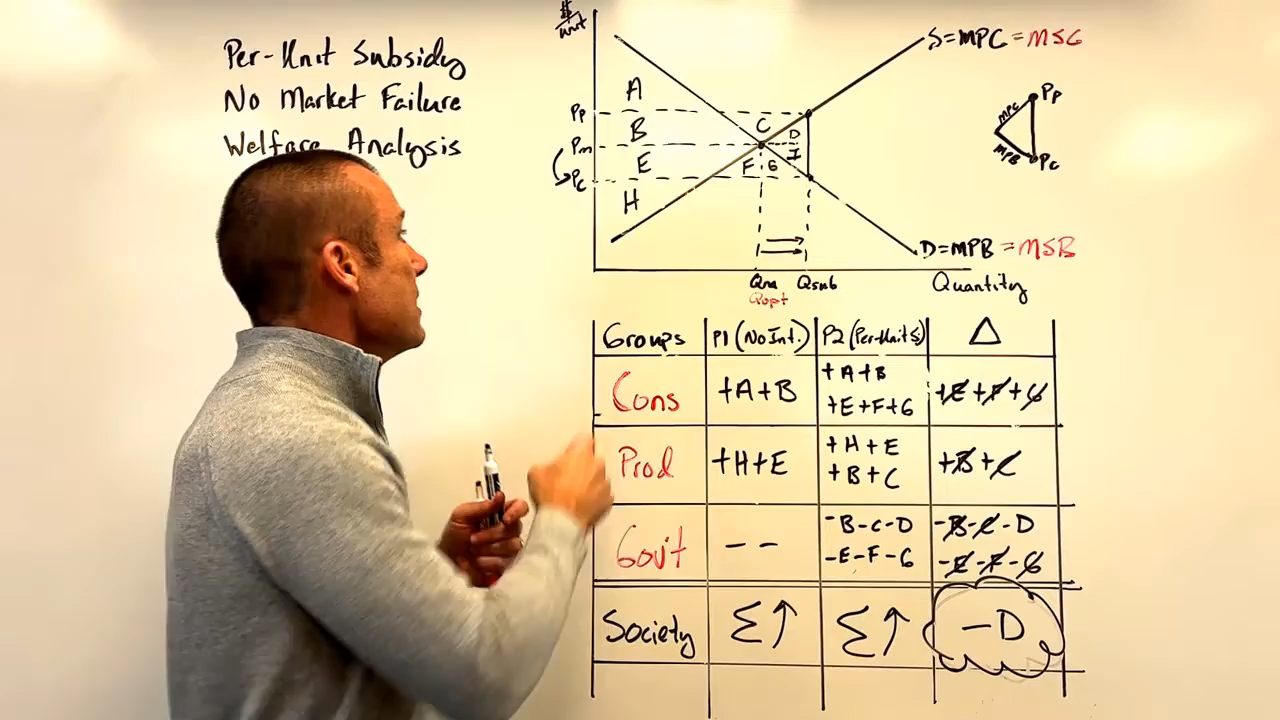 Per-Unit Subsidy
No Market Failure
Welfare Analysis
$/unit
S=MPC=MSC
A
Pp
B
C
D
Pm
E
F
G
I
Pc
H
MPC
Pp
MPB
Pc
D=MPB=MSB
Qm
Qsub
Quantity
Qopt
Groups P1 (No Int.) P2 (Per-Unit S) Δ
Cons +A+B +A+B +E+F+G
+E+F+G
Prod +H+E +H+E +B+C
+B+C
Gov't -- -B-C-D -B-C-D
-E-F-G -E-F-G
Society Σ↑ Σ↑ -D